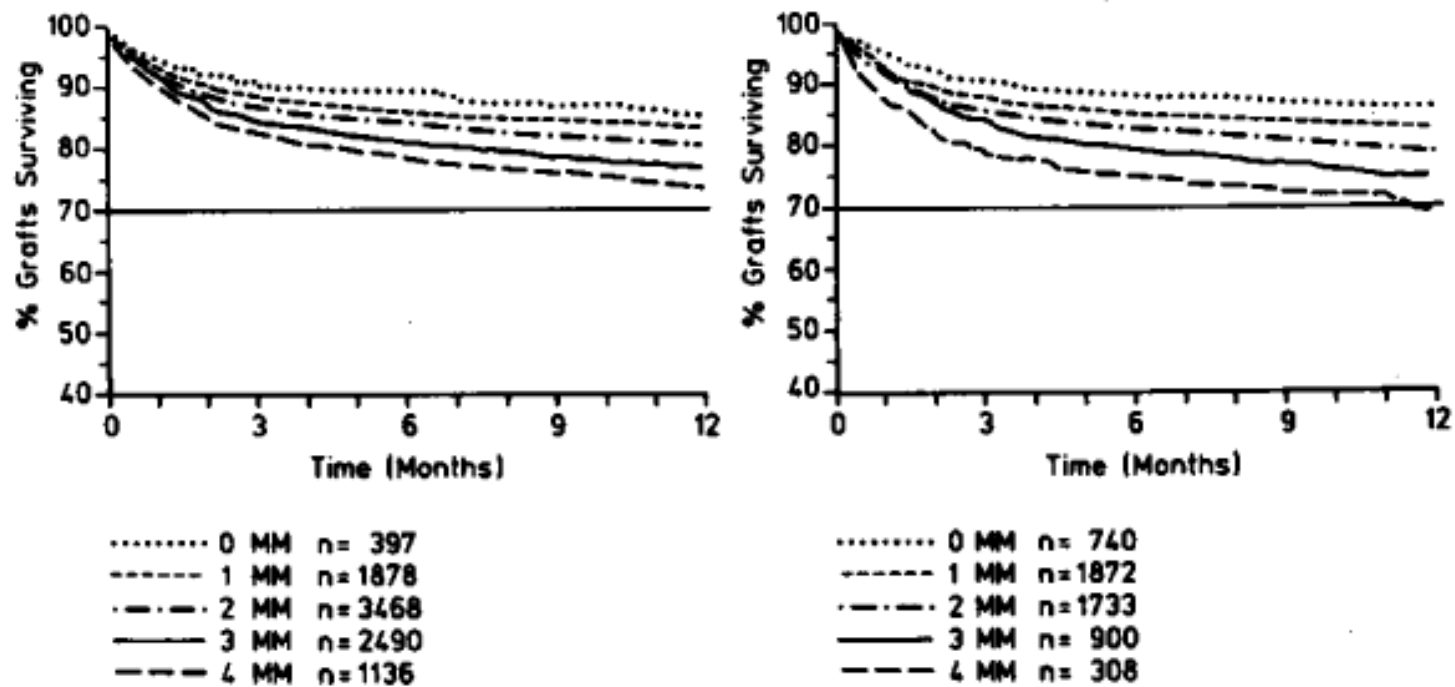 100
90
80
70
60
50
40
% Grafts Surviving
0 3 6 9 12
Time (Months)
0 MM n= 397
1 MM n=1878
2 MM n=3468
3 MM n=2490
4 MM n=1136
100
90
80
70
60
50
40
% Grafts Surviving
0 3 6 9 12
Time (Months)
0 MM n= 740
1 MM n=1872
2 MM n=1733
3 MM n= 900
4 MM n= 308